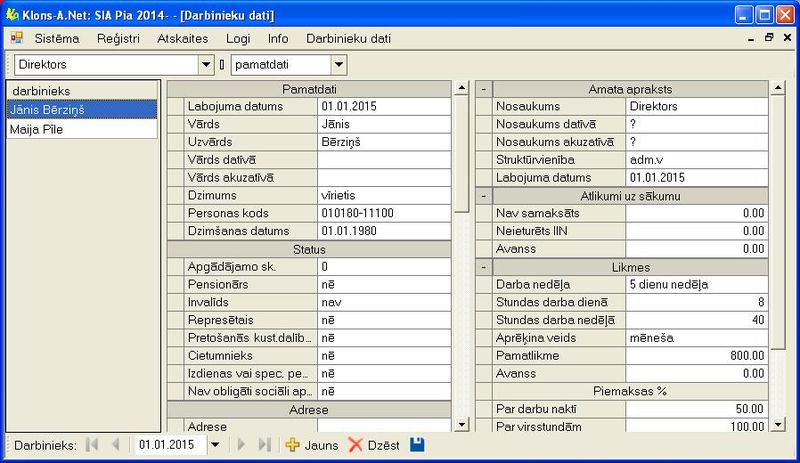 Klons-A.Net: SIA Pia 2014- - [Darbinieku dati]
Sistēma Reģistri Atskaites Logi Info Darbinieku dati
Direktors pamatdati
darbinieks
Jānis Bērziņš
Maija Pīle
Pamatdati
Labojuma datums 01.01.2015
Vārds Jānis
Uzvārds Bērziņš
Vārds datīvā
Vārds akuzatīvā
Dzimums vīrietis
Personas kods 010180-11100
Dzimšanas datums 01.01.1980
Status
Apgādājamo sk. 0
Pensionārs nē
Invalīds nav
Represētais nē
Pretošanās kust.dalīb... nē
Cietumnieks nē
Izdienas vai spec. pe... nē
Nav obligāti sociāli ap... nē
Adrese
Adrese
- Amata apraksts
Nosaukums Direktors
Nosaukums datīvā ?
Nosaukums akuzatīvā ?
Struktūrvienība adm.v
Labojuma datums 01.01.2015
- Atlikumi uz sākumu
Nav samaksāts 0.00
Neieturēts IIN 0.00
Avanss 0.00
- Likmes
Darba nedēļa 5 dienu nedēļa
Stundas darba dienā 8
Stundas darba nedēļā 40
Aprēķina veids mēneša
Pamatlikme 800.00
Avanss 0.00
Piemaksas %
Par darbu naktī 50.00
Par virsstundām 100.00
Darbinieks: 01.01.2015 Jauns Dzēst